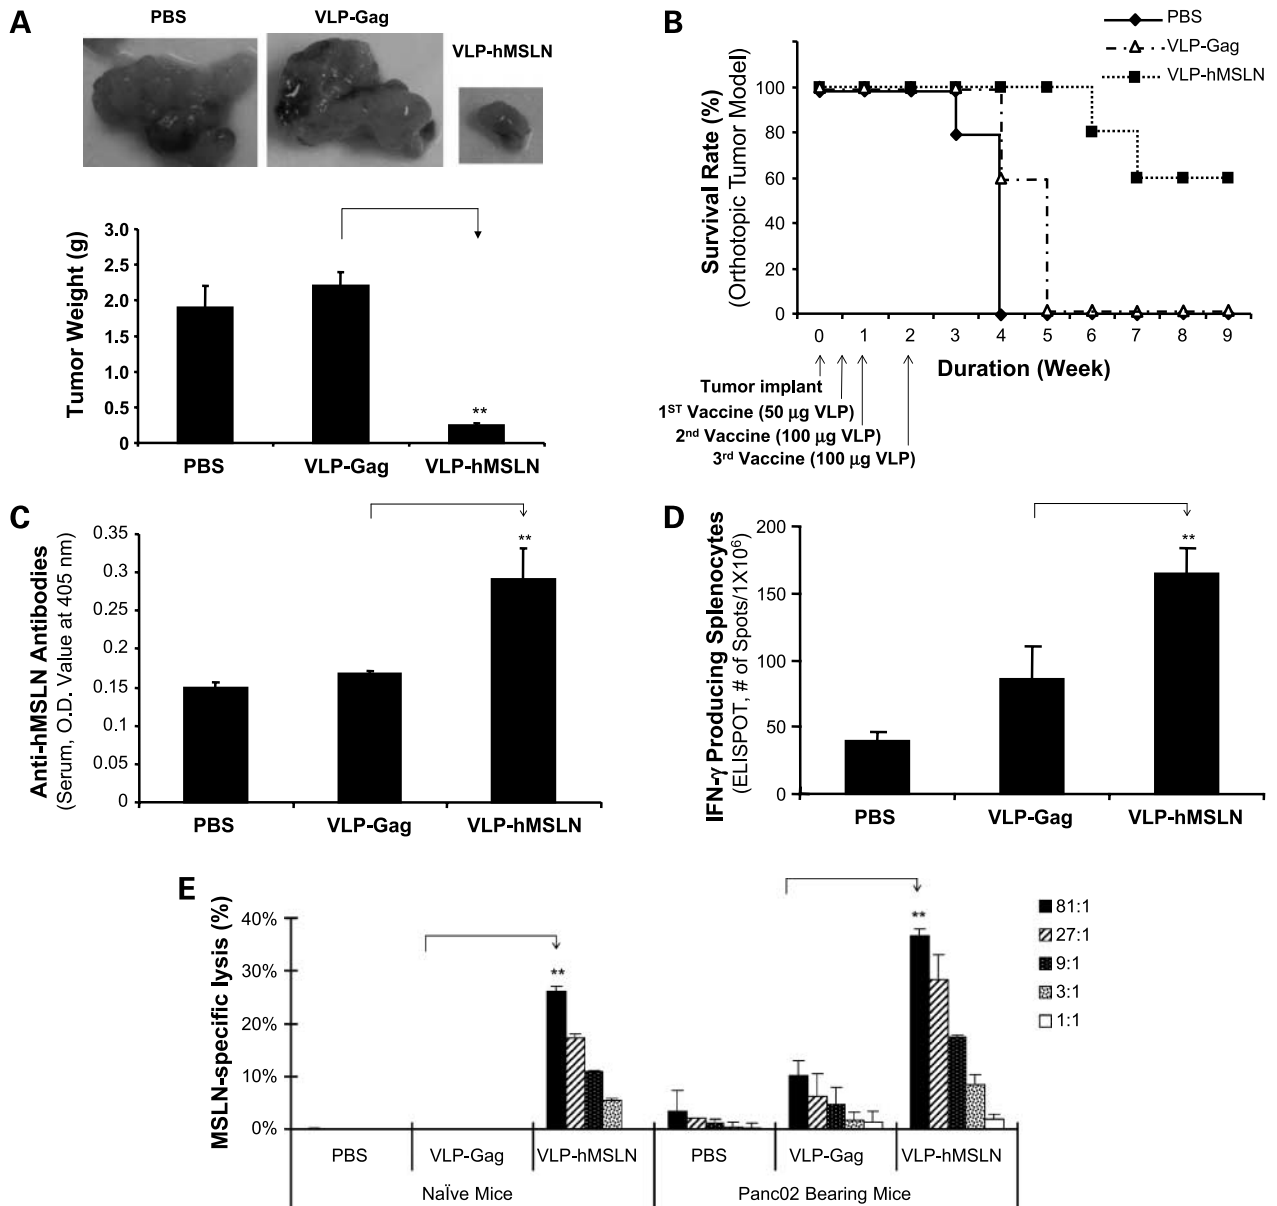 A
PBS
VLP-Gag
VLP-hMSLN
Tumor Weight (g)
3.0
2.5
2.0
1.5
1.0
0.5
0
**
PBS
VLP-Gag
VLP-hMSLN
B
PBS
VLP-Gag
VLP-hMSLN
Survival Rate (%)
(Orthotopic Tumor Model)
100
80
60
40
20
0
0 1 2 3 4 5 6 7 8 9
Duration (Week)
Tumor implant
1ST Vaccine (50 µg VLP)
2nd Vaccine (100 µg VLP)
3rd Vaccine (100 µg VLP)
C
Anti-hMSLN Antibodies
(Serum, O.D. Value at 405 nm)
0.35
0.3
0.25
0.2
0.15
0.1
0.05
0
**
PBS
VLP-Gag
VLP-hMSLN
D
IFN-γ Producing Splenocytes
(ELISPOT, # of Spots/1X10⁶)
200
150
100
50
0
**
PBS
VLP-Gag
VLP-hMSLN
E
MSLN-specific lysis (%)
40%
30%
20%
10%
0%
**
**
81:1
27:1
9:1
3:1
1:1
PBS
VLP-Gag
VLP-hMSLN
PBS
VLP-Gag
VLP-hMSLN
NaÏve Mice
Panc02 Bearing Mice